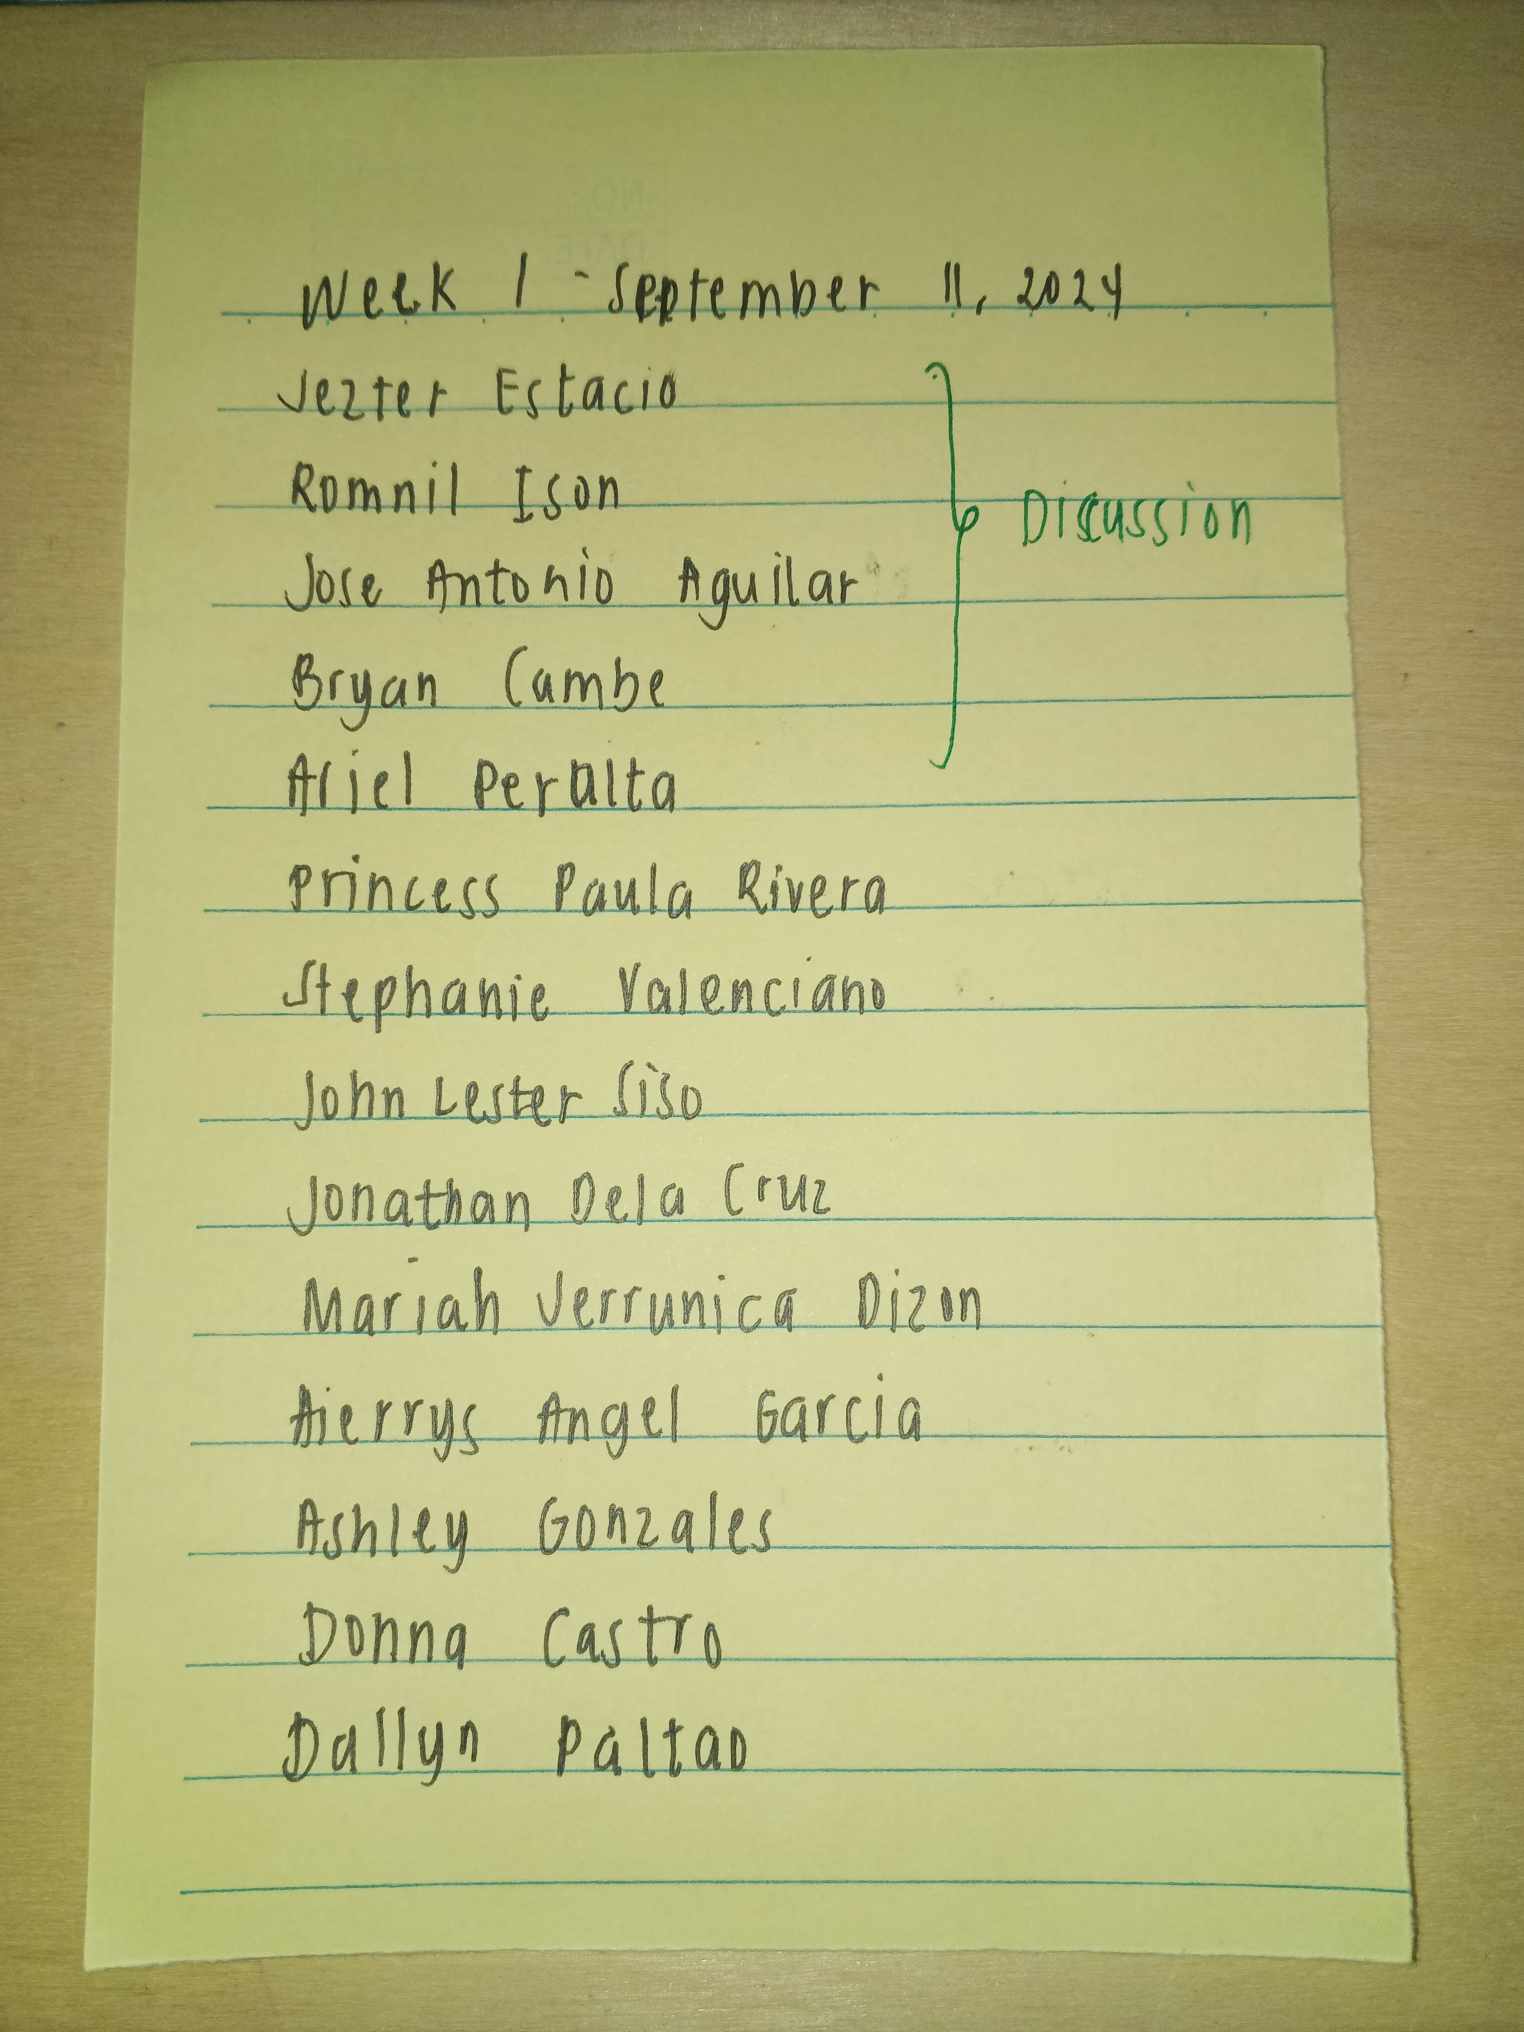 Week 1 - September 11, 2024
Jezter Estacio
Romnil Ison
Discussion
Jose Antonio Aguilar
Bryan Cambe
Ariel Peralta
Princess Paula Rivera
Stephanie Valenciano
John Lester Siso
Jonathan Dela Cruz
Mariah Verrunica Dizon
Aierrys Angel Garcia
Ashley Gonzales
Donna Castro
Dallyn Paltao